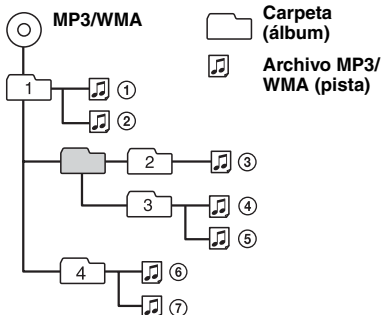 MP3/WMA
Carpeta
(álbum)
Archivo MP3/
WMA (pista)
1
①
②
2
③
3
④
⑤
4
⑥
⑦